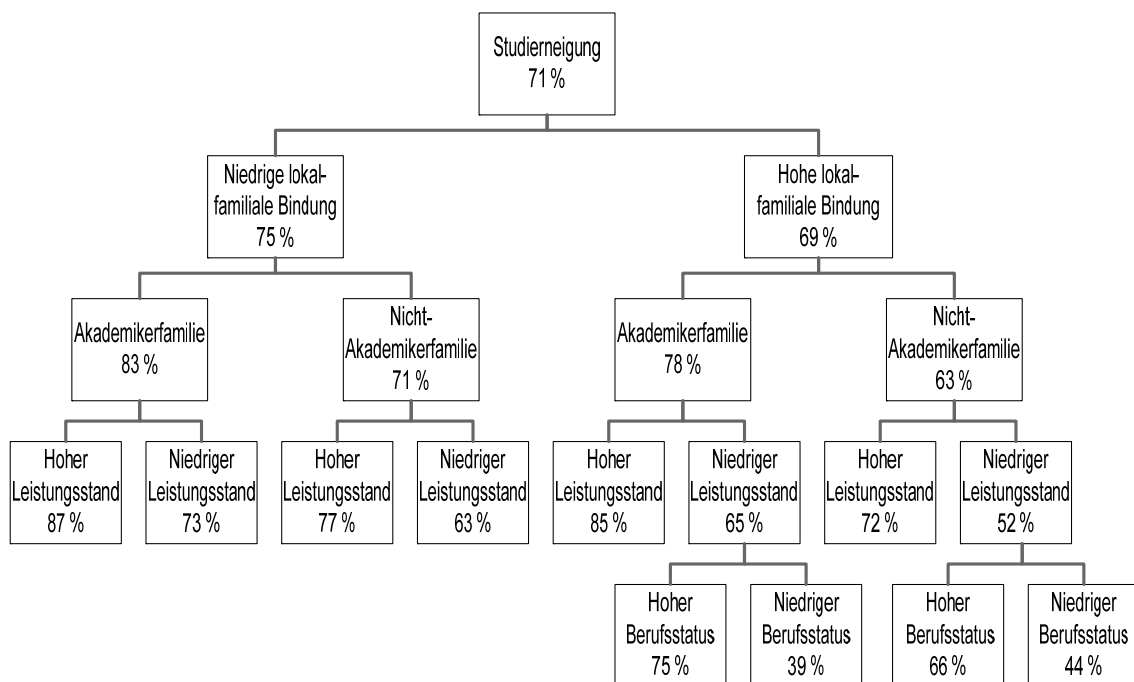 Studierneigung
71 %
Niedrige lokal-
familiale Bindung
75 %
Hohe lokal-
familiale Bindung
69 %
Akademikerfamilie
83 %
Nicht-
Akademikerfamilie
71 %
Akademikerfamilie
78 %
Nicht-
Akademikerfamilie
63 %
Hoher
Leistungsstand
87 %
Niedriger
Leistungsstand
73 %
Hoher
Leistungsstand
77 %
Niedriger
Leistungsstand
63 %
Hoher
Leistungsstand
85 %
Niedriger
Leistungsstand
65 %
Hoher
Leistungsstand
72 %
Niedriger
Leistungsstand
52 %
Hoher
Berufsstatus
75 %
Niedriger
Berufsstatus
39 %
Hoher
Berufsstatus
66 %
Niedriger
Berufsstatus
44 %